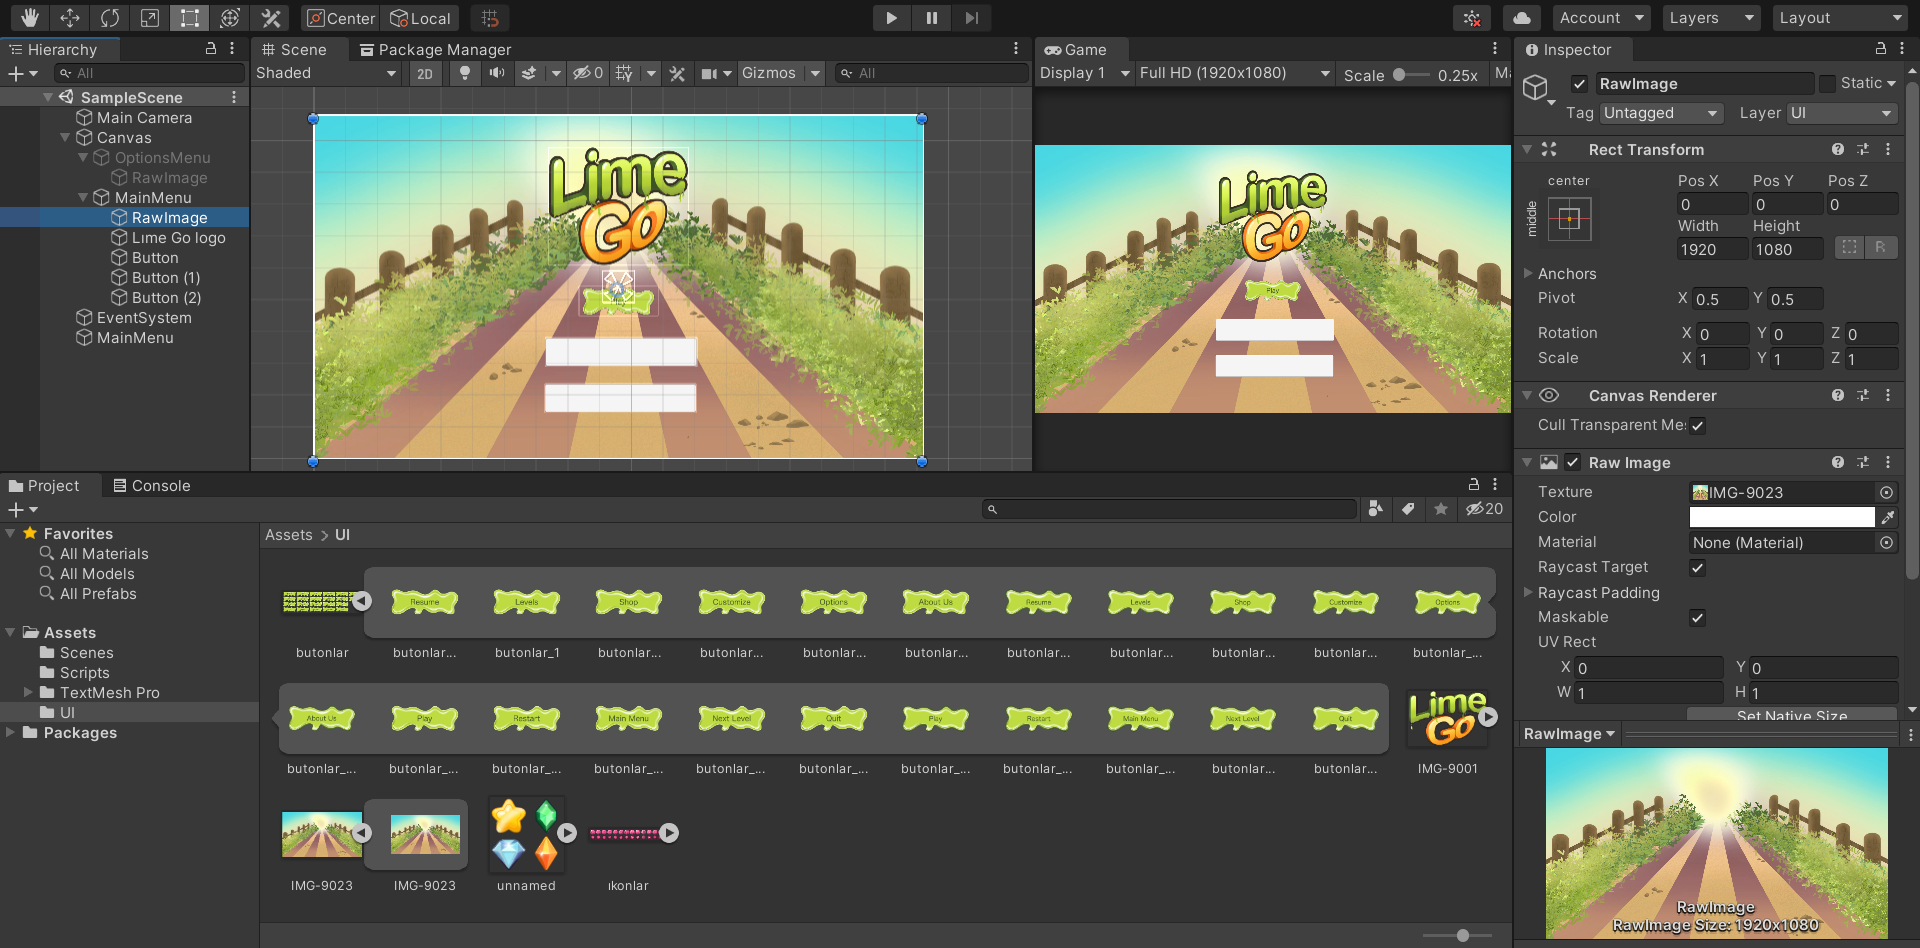 Center
Local
Account
Layers
Layout
Hierarchy
All
SampleScene
Main Camera
Canvas
OptionsMenu
RawImage
MainMenu
RawImage
Lıme Go logo
Button
Button (1)
Button (2)
EventSystem
MainMenu
Scene
Package Manager
Shaded
2D
0
Gizmos
All
Lime
Go
Game
Display 1
Full HD (1920x1080)
Scale
0.25x
Ma
Lime
Go
Play
Inspector
RawImage
Static
Tag
Untagged
Layer
UI
Rect Transform
center
middle
Pos X
Pos Y
Pos Z
0
0
0
Width
Height
1920
1080
R
Anchors
Pivot
X 0.5
Y 0.5
Rotation
X 0
Y 0
Z 0
Scale
X 1
Y 1
Z 1
Canvas Renderer
Cull Transparent Me
Raw Image
Texture
IMG-9023
Color
Material
None (Material)
Raycast Target
Raycast Padding
Maskable
UV Rect
X 0
Y 0
W 1
H 1
Set Native Size
RawImage
RawImage
RawImage Size: 1920x1080
Project
Console
20
Favorites
All Materials
All Models
All Prefabs
Assets
Scenes
Scripts
TextMesh Pro
UI
Packages
Assets > UI
Resume
Levels
Shop
Customize
Options
About Us
Resume
Levels
Shop
Customize
Options
butonlar
butonlar...
butonlar_1
butonlar...
butonlar...
butonlar...
butonlar...
butonlar...
butonlar...
butonlar...
butonlar...
butonlar_...
About Us
Play
Restart
Main Menu
Next Level
Quit
Play
Restart
Main Menu
Next Level
Quit
Lime
Go
butonlar_...
butonlar_...
butonlar_...
butonlar_...
butonlar_...
butonlar_...
butonlar_...
butonlar_...
butonlar_...
butonlar...
butonlar...
IMG-9001
IMG-9023
IMG-9023
unnamed
ıkonlar